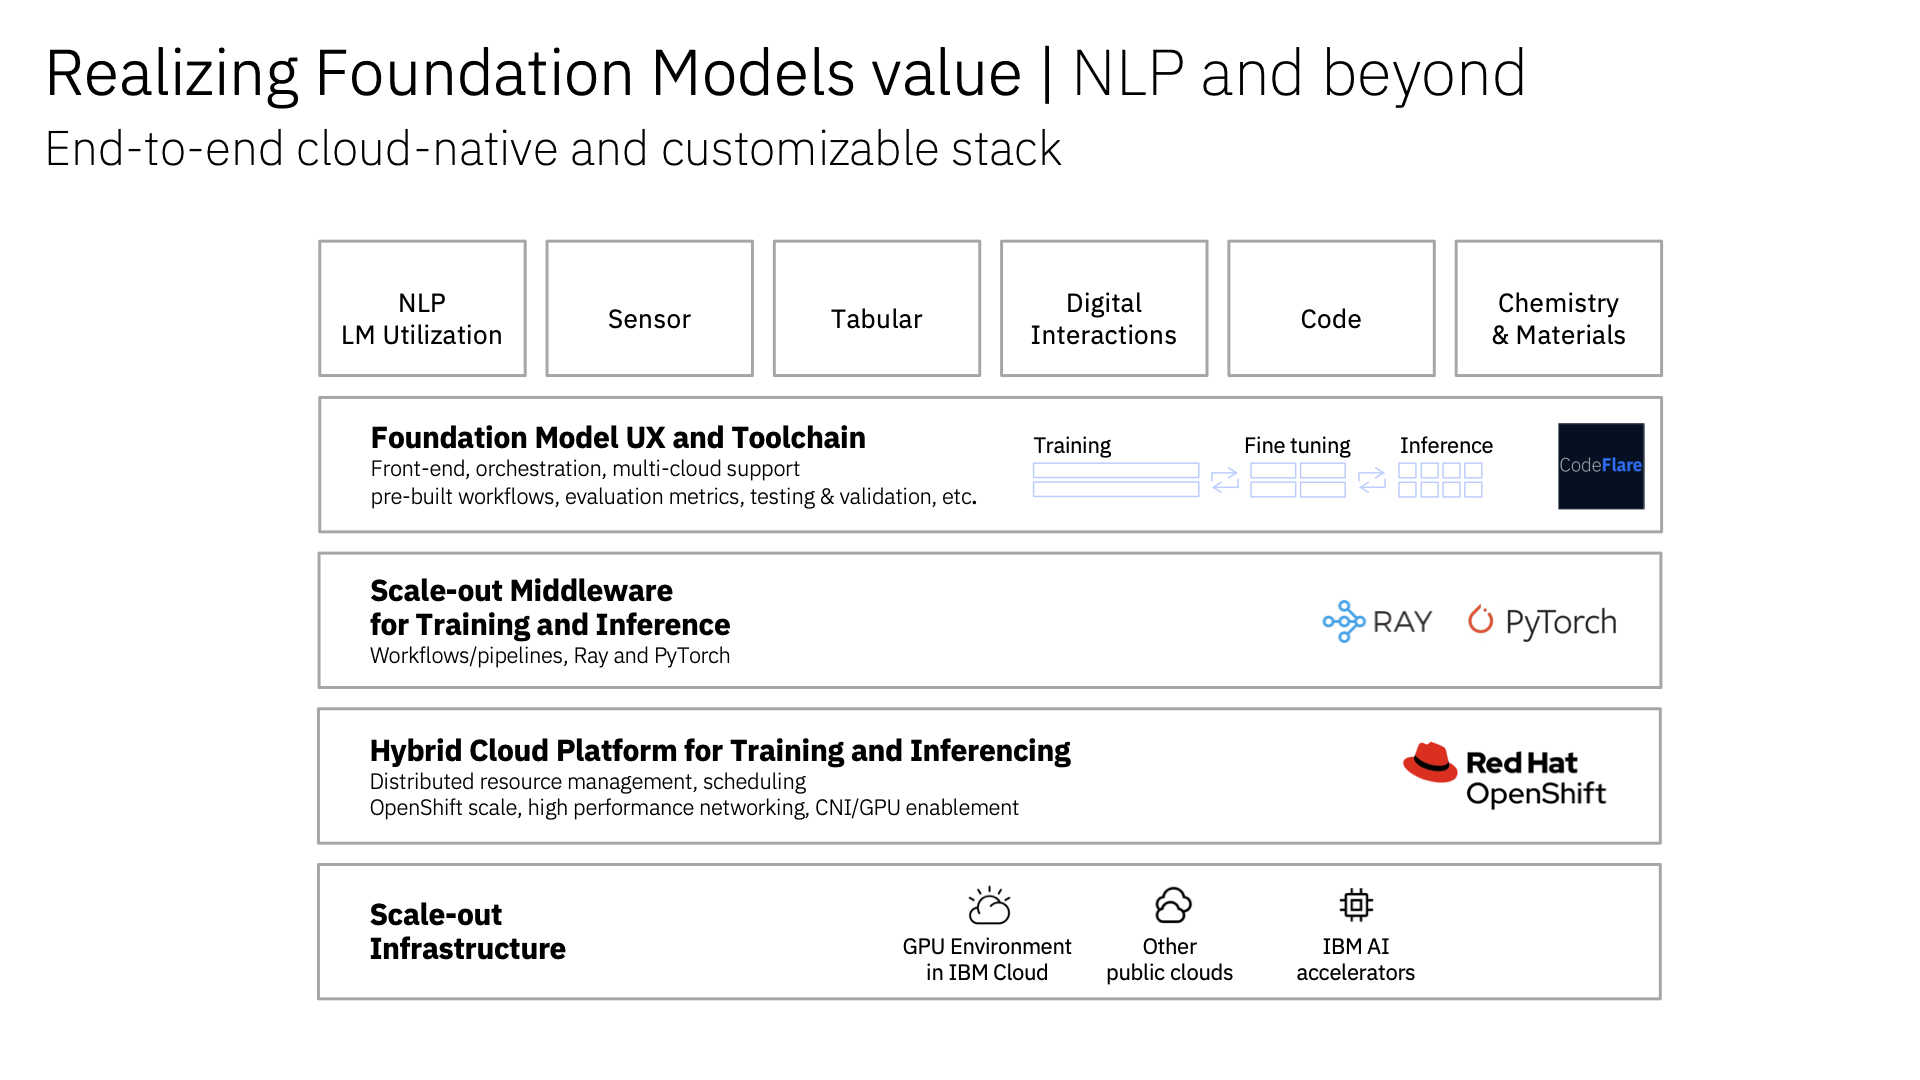 Realizing Foundation Models value | NLP and beyond
End-to-end cloud-native and customizable stack
NLP
LM Utilization
Sensor
Tabular
Digital
Interactions
Code
Chemistry
& Materials
Foundation Model UX and Toolchain
Front-end, orchestration, multi-cloud support
pre-built workflows, evaluation metrics, testing & validation, etc.
Training
Fine tuning
Inference
CodeFlare
Scale-out Middleware
for Training and Inference
Workflows/pipelines, Ray and PyTorch
RAY
PyTorch
Hybrid Cloud Platform for Training and Inferencing
Distributed resource management, scheduling
OpenShift scale, high performance networking, CNI/GPU enablement
Red Hat
OpenShift
Scale-out
Infrastructure
GPU Environment
in IBM Cloud
Other
public clouds
IBM AI
accelerators